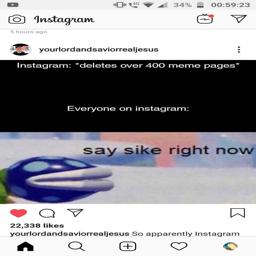 34% 00:59:23
Instagram
5 hours ago
yourlordandsaviorrealjesus
Instagram: *deletes over 400 meme pages*
Everyone on instagram:
say sike right now
22,338 likes
yourlordandsaviorrealjesus So apparently Instagram